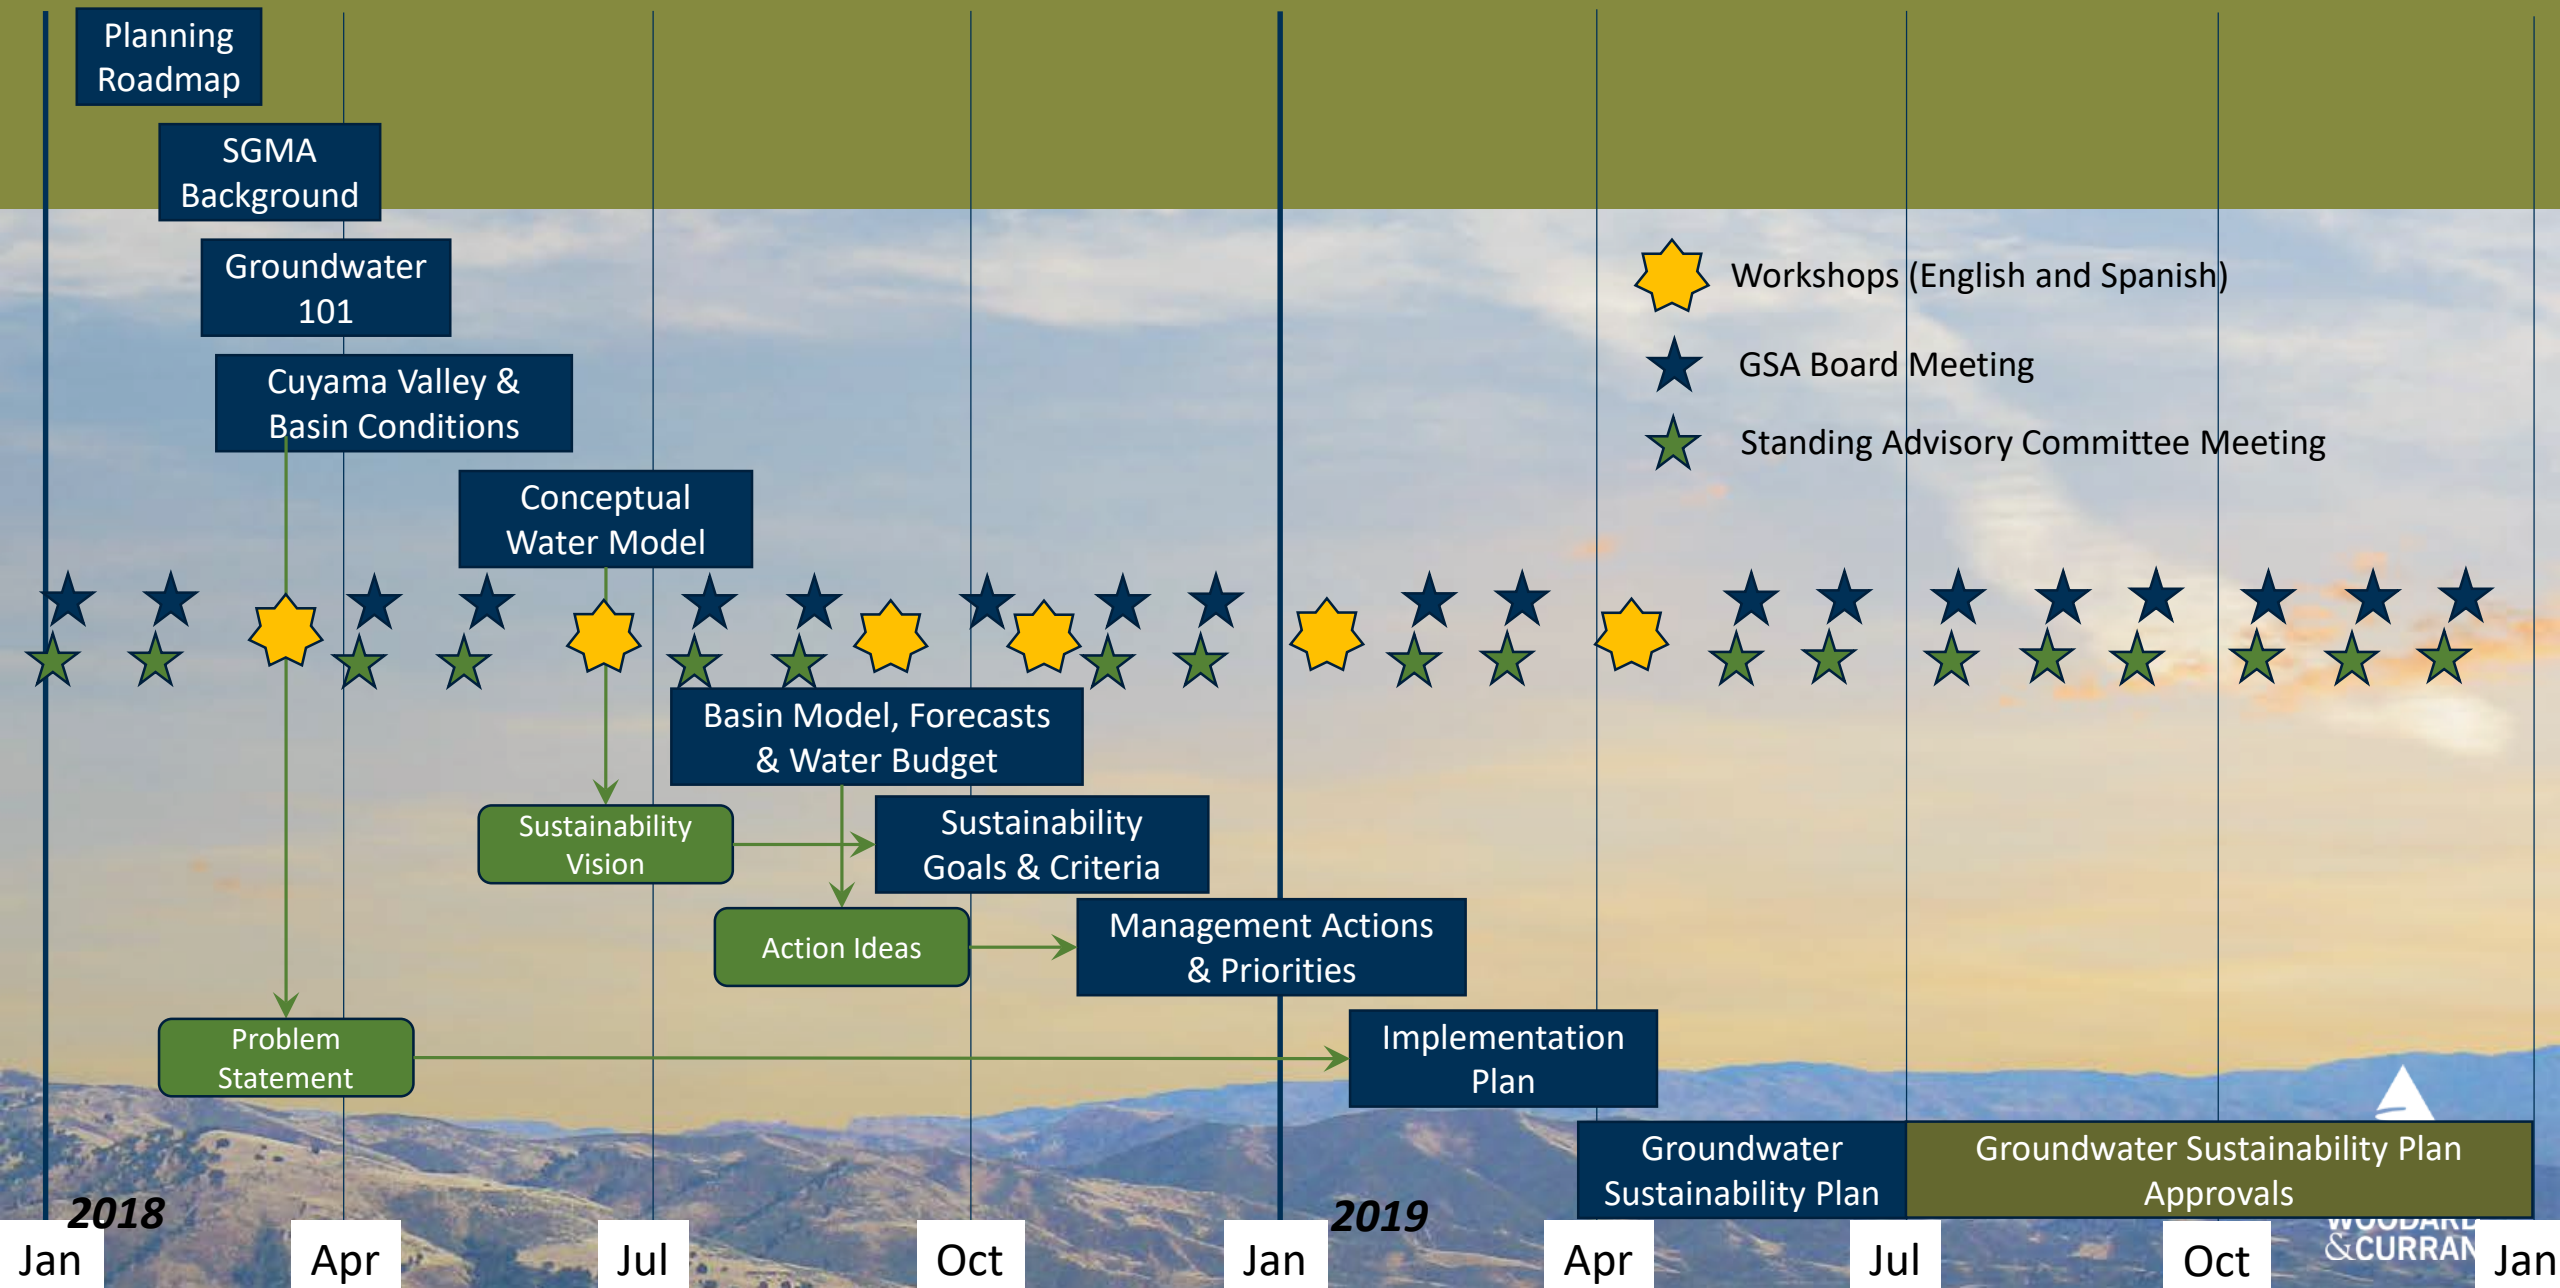 Planning
Roadmap
SGMA
Background
Groundwater
101
Cuyama Valley &
Basin Conditions
Workshops (English and Spanish)
GSA Board Meeting
Standing Advisory Committee Meeting
Conceptual
Water Model
Basin Model, Forecasts
& Water Budget
Sustainability
Vision
Sustainability
Goals & Criteria
Action Ideas
Management Actions
& Priorities
Problem
Statement
Implementation
Plan
Groundwater
Sustainability Plan
Groundwater Sustainability Plan
Approvals
2018
2019
WOODARD
&CURRAN
Jan
Apr
Jul
Oct
Jan
Apr
Jul
Oct
Jan